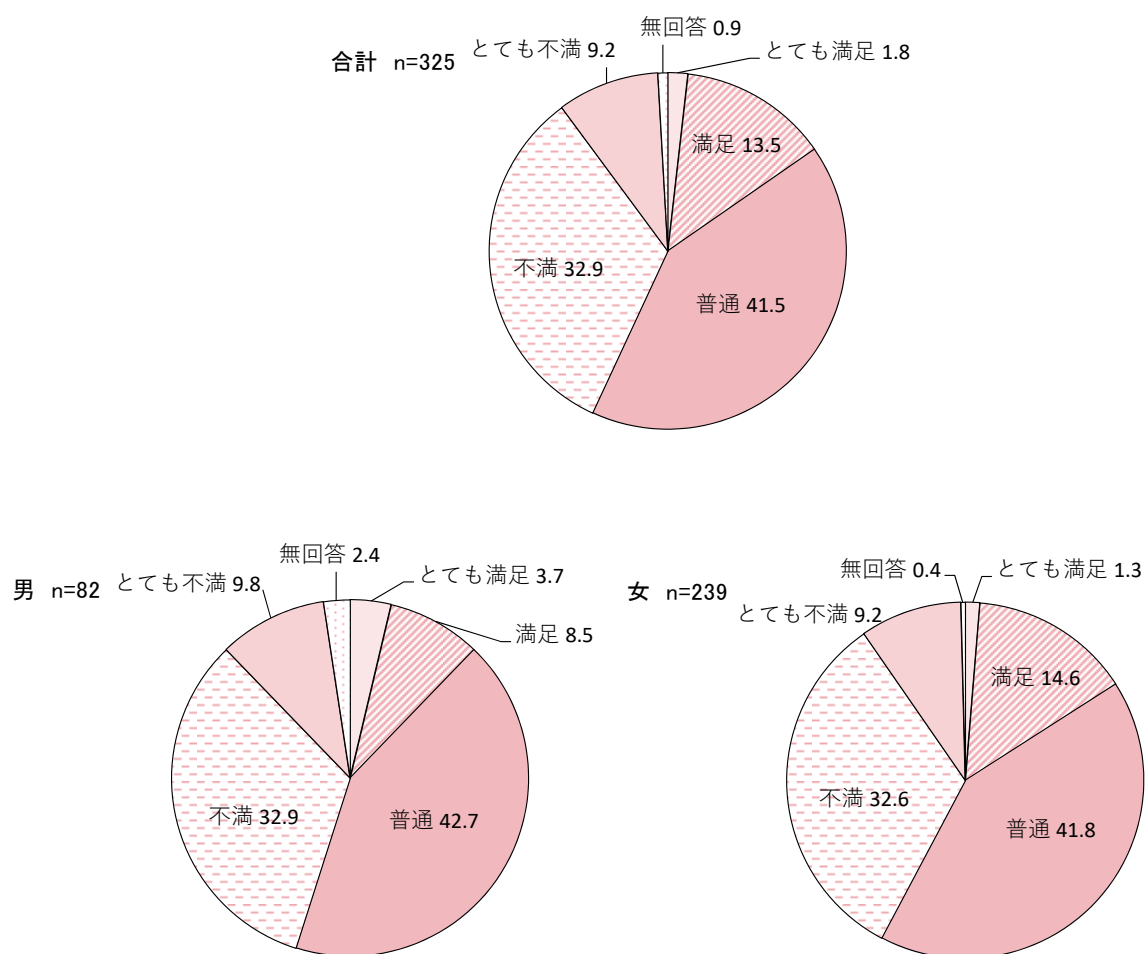 無回答 0.9
とても不満 9.2
とても満足 1.8
合計 n=325
満足 13.5
不満 32.9
普通 41.5
無回答 2.4
とても満足 3.7
男 n=82
とても不満 9.8
満足 8.5
不満 32.9
普通 42.7
無回答 0.4
とても満足 1.3
女 n=239
とても不満 9.2
満足 14.6
不満 32.6
普通 41.8